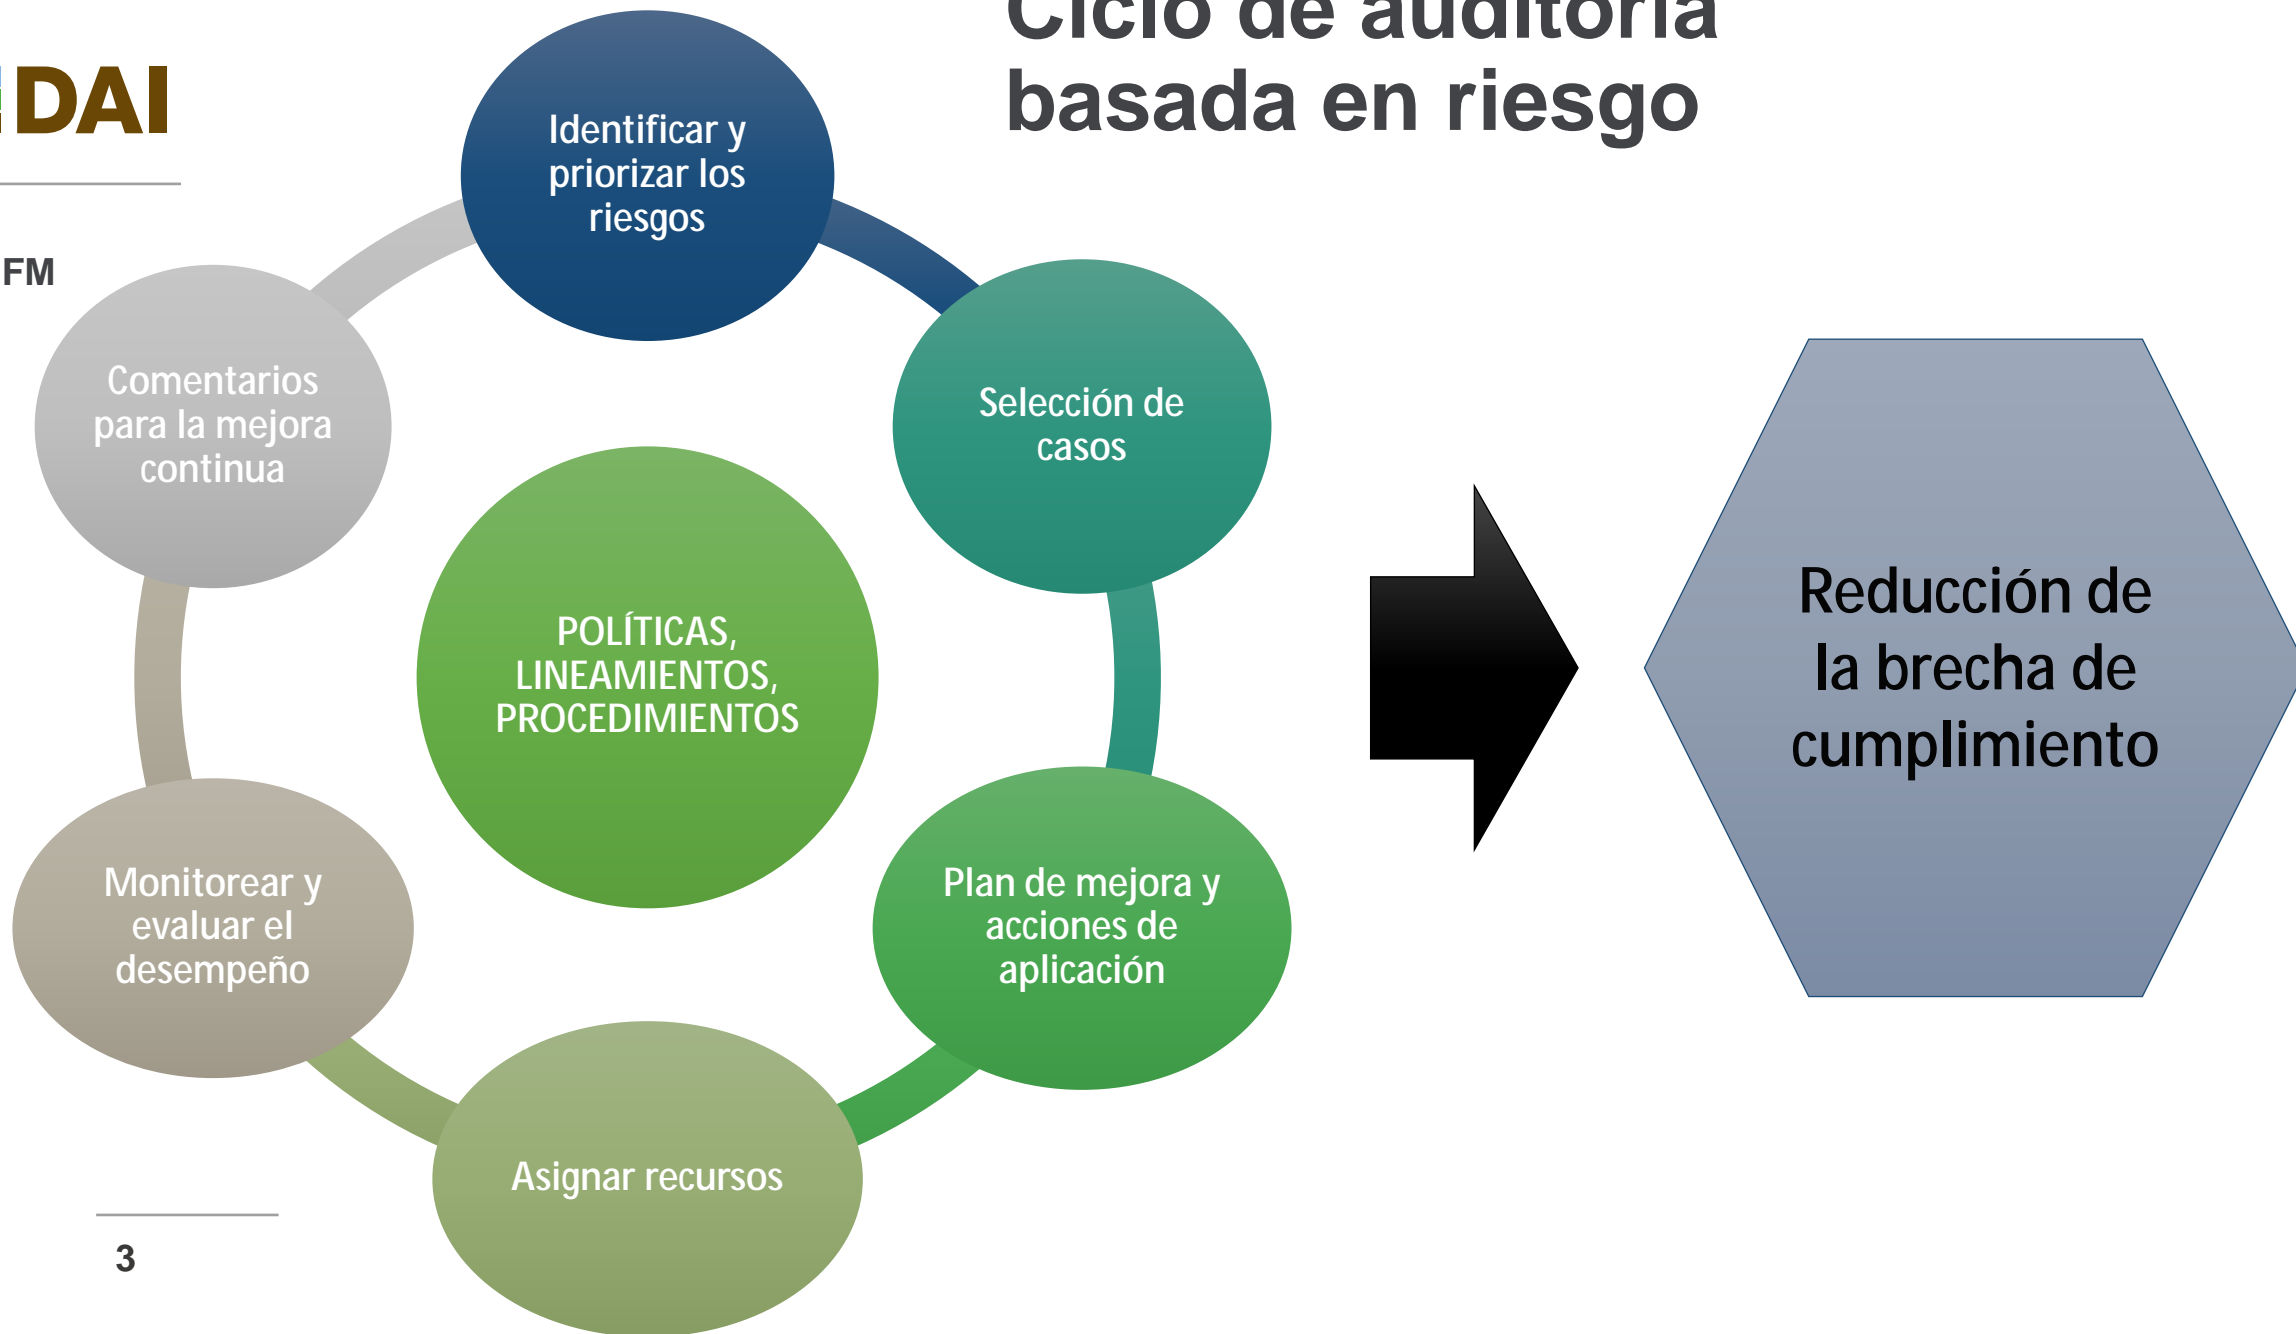 Ciclo de auditoría
basada en riesgo
DAI
FM
Identificar y
priorizar los
riesgos
Selección de
casos
Plan de mejora y
acciones de
aplicación
Asignar recursos
Monitorear y
evaluar el
desempeño
Comentarios
para la mejora
continua
POLÍTICAS,
LINEAMIENTOS,
PROCEDIMIENTOS
Reducción de
la brecha de
cumplimiento
3